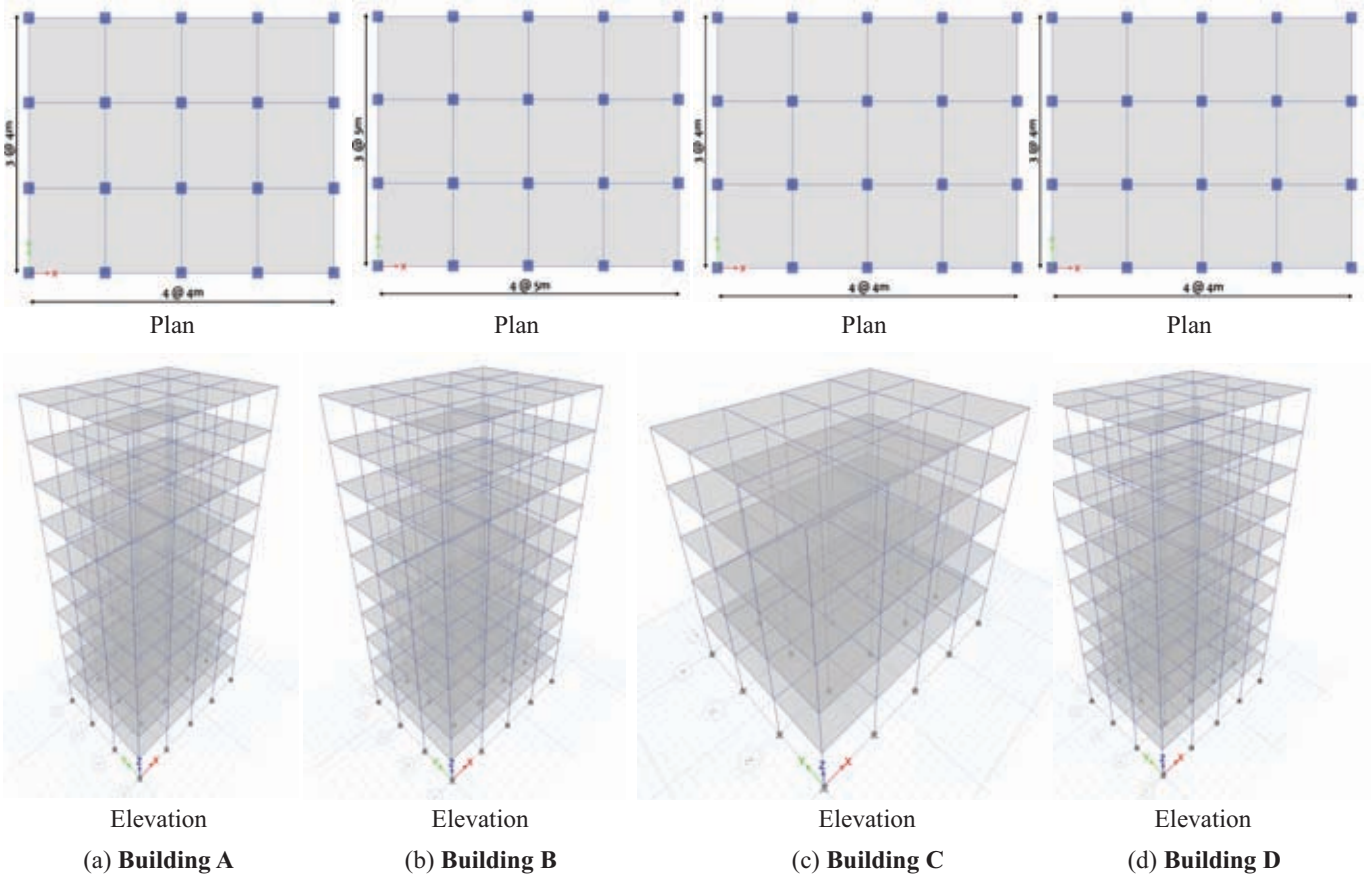 3 @ 4m
3 @ 5m
3 @ 4m
3 @ 4m
X
X
X
X
4 @ 4m
4 @ 5m
4 @ 4m
4 @ 4m
Plan
Plan
Plan
Plan
Y Z X
Y Z X
Y Z X
Y Z X
Elevation
Elevation
Elevation
Elevation
(a) Building A
(b) Building B
(c) Building C
(d) Building D